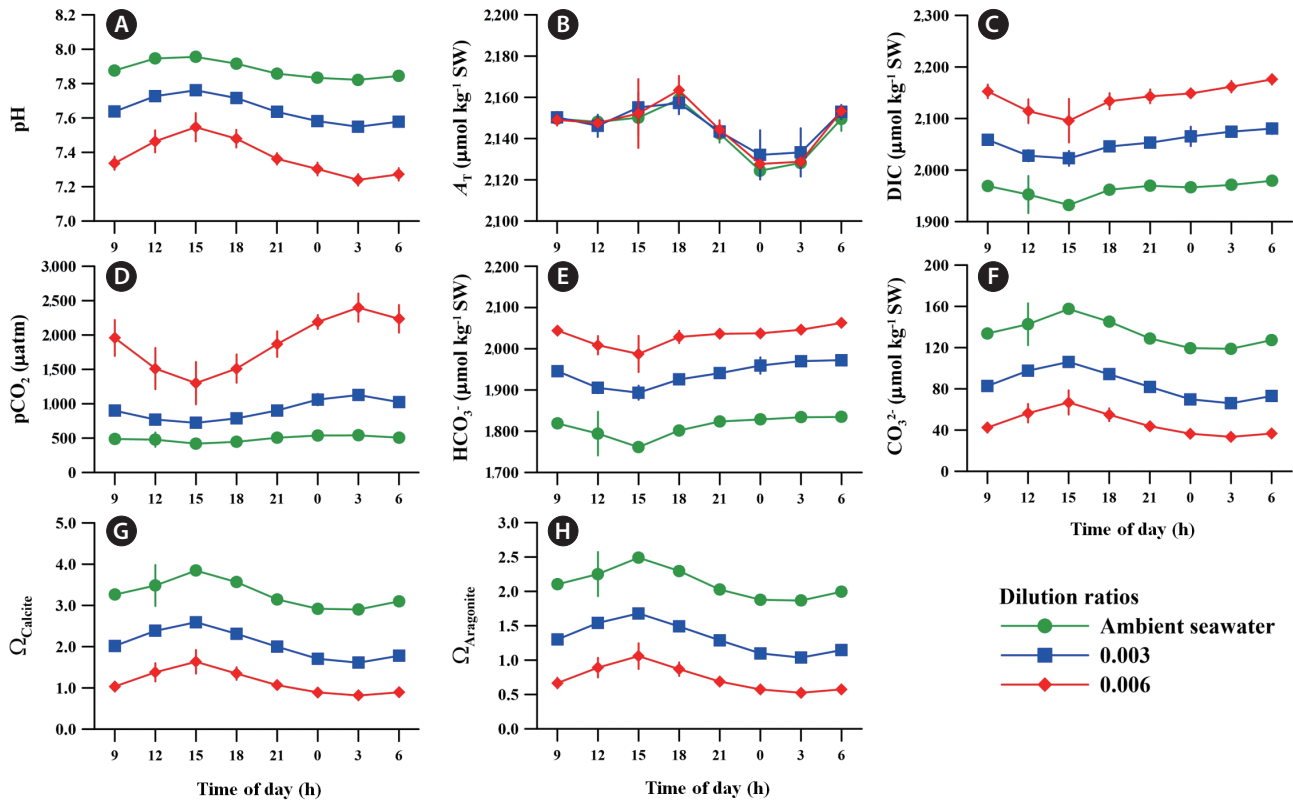 A
pH
8.2
8.0
7.8
7.6
7.4
7.2
7.0
9 12 15 18 21 0 3 6
B
A_T (µmol kg⁻¹ SW)
2,200
2,180
2,160
2,140
2,120
2,100
9 12 15 18 21 0 3 6
C
DIC (µmol kg⁻¹ SW)
2,300
2,200
2,100
2,000
1,900
9 12 15 18 21 0 3 6
D
pCO₂ (µatm)
3,000
2,500
2,000
1,500
1,000
500
0
9 12 15 18 21 0 3 6
E
HCO₃⁻ (µmol kg⁻¹ SW)
2,200
2,100
2,000
1,900
1,800
1,700
9 12 15 18 21 0 3 6
F
CO₃²⁻ (µmol kg⁻¹ SW)
200
160
120
80
40
0
9 12 15 18 21 0 3 6
Time of day (h)
G
Ω_Calcite
5.0
4.0
3.0
2.0
1.0
0.0
9 12 15 18 21 0 3 6
Time of day (h)
H
Ω_Aragonite
3.0
2.5
2.0
1.5
1.0
0.5
0.0
9 12 15 18 21 0 3 6
Time of day (h)
Dilution ratios
Ambient seawater
0.003
0.006